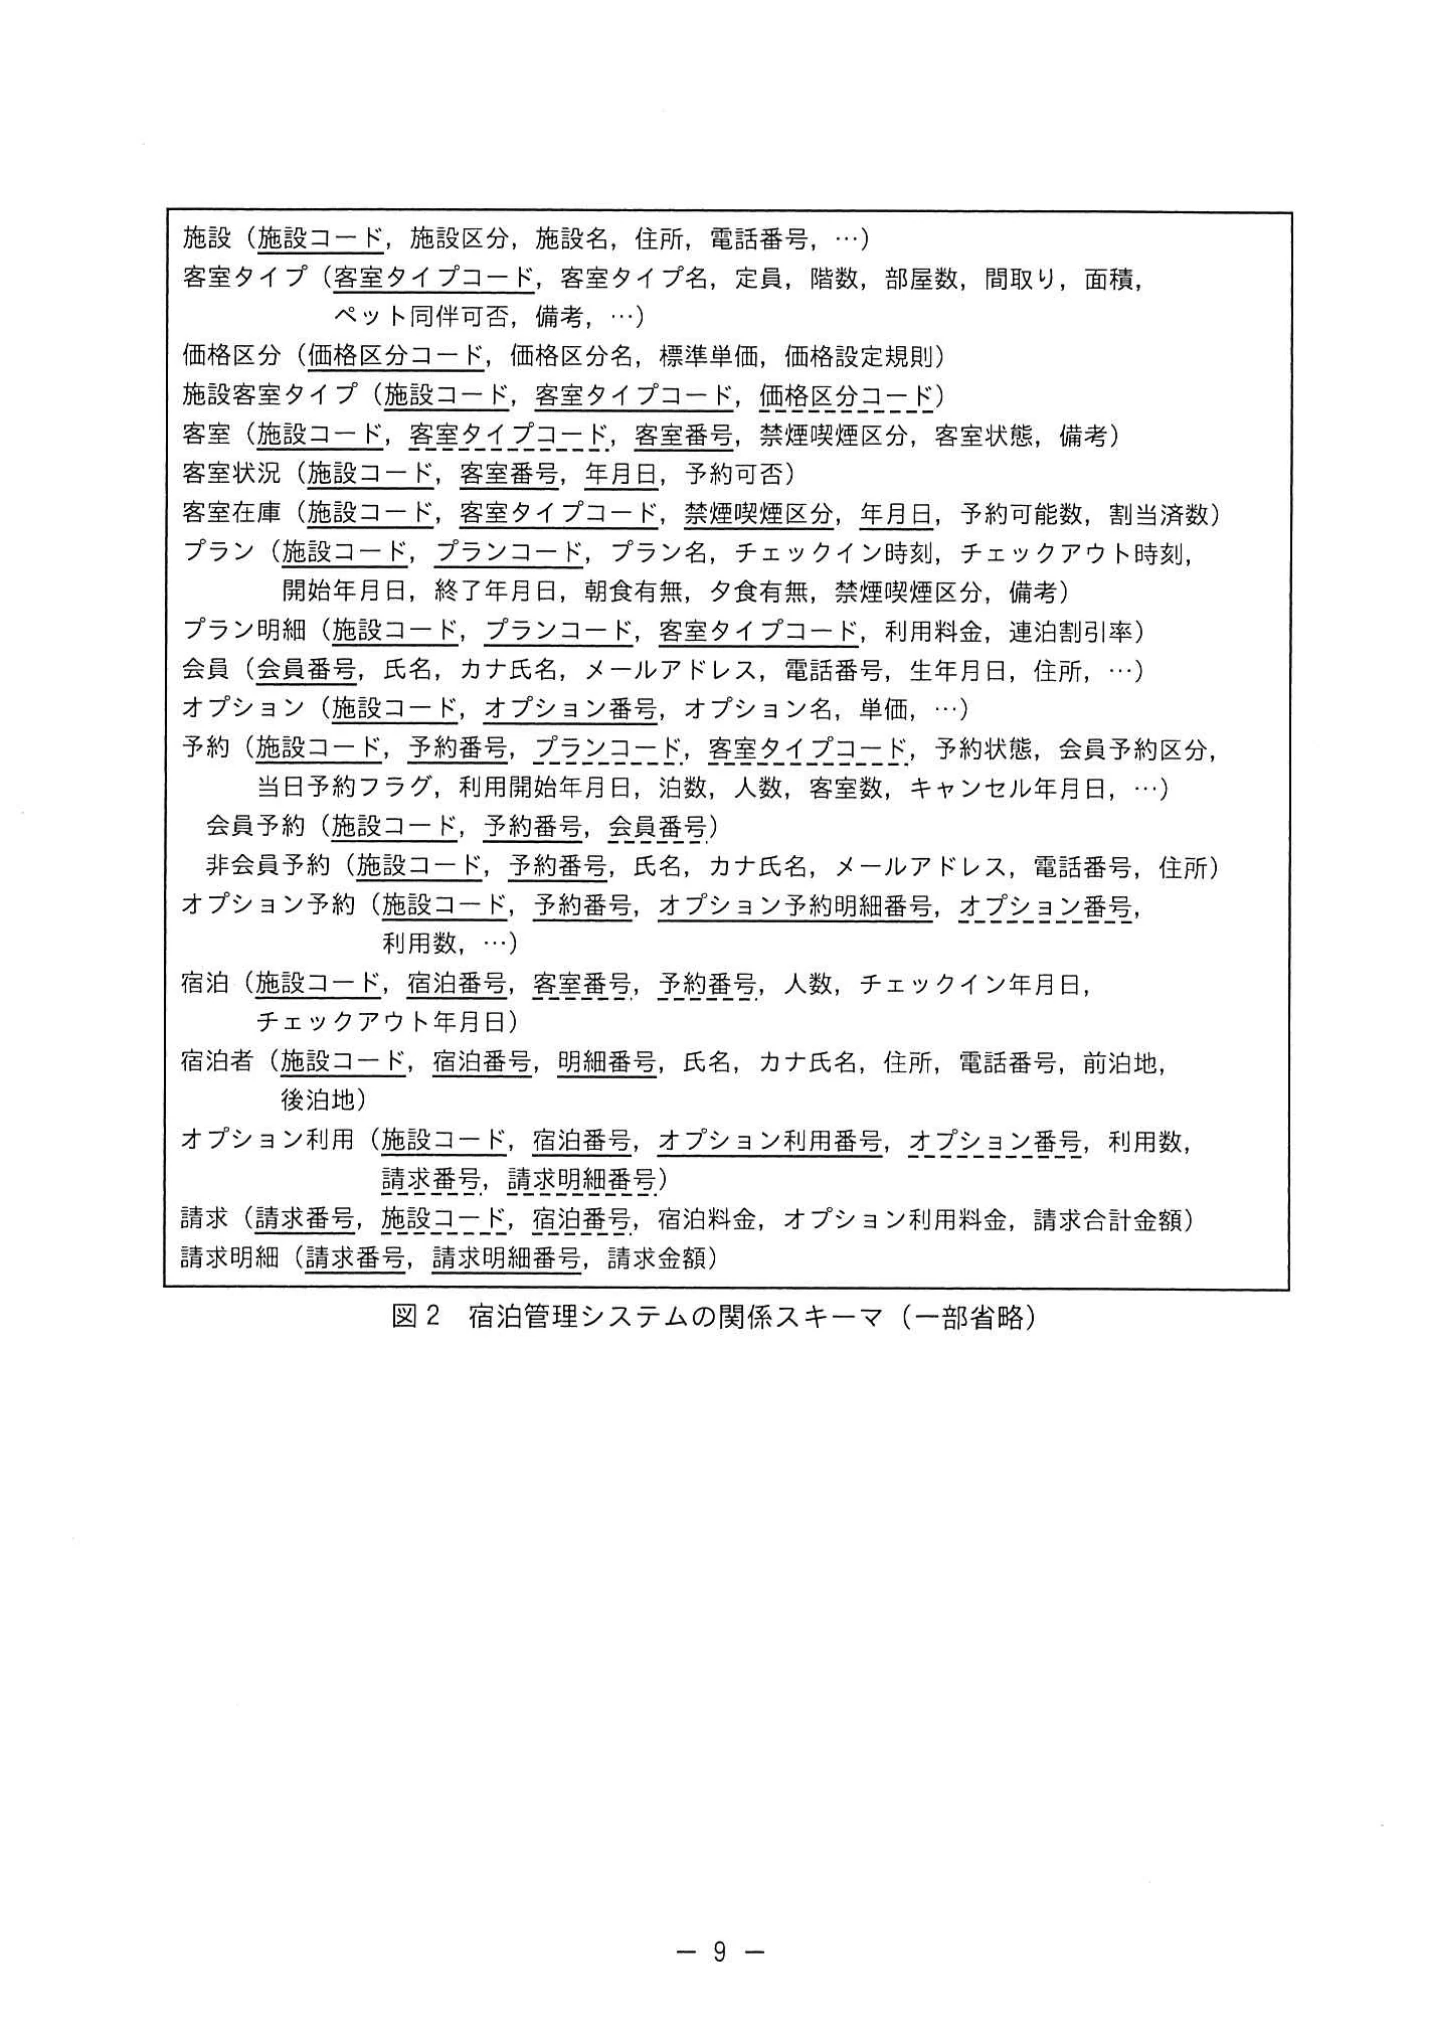 施設（施設コード，施設区分，施設名，住所，電話番号，…）
客室タイプ（客室タイプコード，客室タイプ名，定員，階数，部屋数，間取り，面積，
ペット同伴可否，備考，…）
価格区分（価格区分コード，価格区分名，標準単価，価格設定規則）
施設客室タイプ（施設コード，客室タイプコード，価格区分コード）
客室（施設コード，客室タイプコード，客室番号，禁煙喫煙区分，客室状態，備考）
客室状況（施設コード，客室番号，年月日，予約可否）
客室在庫（施設コード，客室タイプコード，禁煙喫煙区分，年月日，予約可能数，割当済数）
プラン（施設コード，プランコード，プラン名，チェックイン時刻，チェックアウト時刻，
開始年月日，終了年月日，朝食有無，夕食有無，禁煙喫煙区分，備考）
プラン明細（施設コード，プランコード，客室タイプコード，利用料金，連泊割引率）
会員（会員番号，氏名，カナ氏名，メールアドレス，電話番号，生年月日，住所，…）
オプション（施設コード，オプション番号，オプション名，単価，…）
予約（施設コード，予約番号，プランコード，客室タイプコード，予約状態，会員予約区分，
当日予約フラグ，利用開始年月日，泊数，人数，客室数，キャンセル年月日，…）
会員予約（施設コード，予約番号，会員番号）
非会員予約（施設コード，予約番号，氏名，カナ氏名，メールアドレス，電話番号，住所）
オプション予約（施設コード，予約番号，オプション予約明細番号，オプション番号，
利用数，…）
宿泊（施設コード，宿泊番号，客室番号，予約番号，人数，チェックイン年月日，
チェックアウト年月日）
宿泊者（施設コード，宿泊番号，明細番号，氏名，カナ氏名，住所，電話番号，前泊地，
後泊地）
オプション利用（施設コード，宿泊番号，オプション利用番号，オプション番号，利用数，
請求番号，請求明細番号）
請求（請求番号，施設コード，宿泊番号，宿泊料金，オプション利用料金，請求合計金額）
請求明細（請求番号，請求明細番号，請求金額）
図2　宿泊管理システムの関係スキーマ（一部省略）
－ 9 －